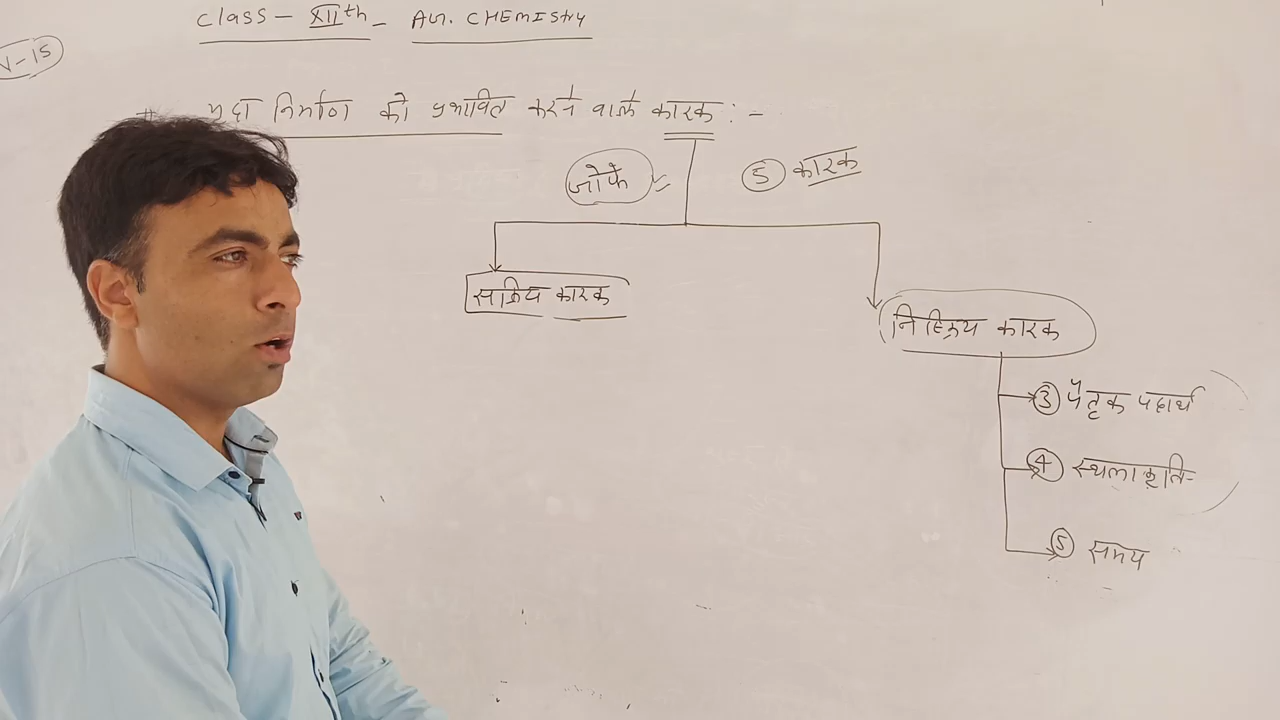 Class - XIIth - Ag. CHEMIStry
V-15
# मृदा निर्माण को प्रभावित करने वाले कारक : -
जोफे
5 कारक
सक्रिय कारक
निष्क्रिय कारक
3 पैतृक पदार्थ
4 स्थलाकृति-
5 समय